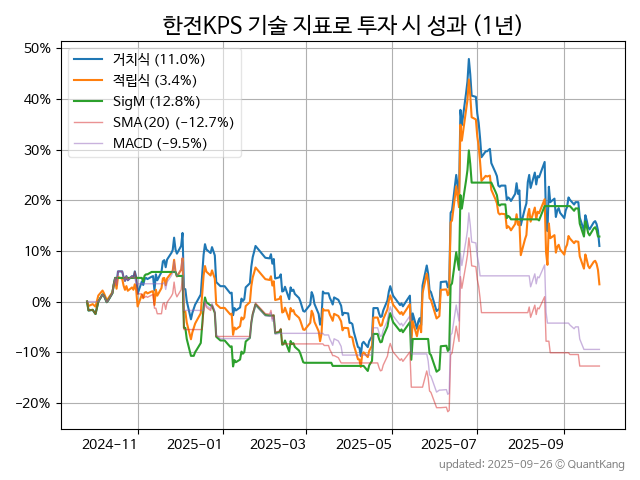 한전KPS 기술 지표로 투자 시 성과 (1년)
50%
40%
30%
20%
10%
0%
−10%
−20%
거치식 (11.0%)
적립식 (3.4%)
SigM (12.8%)
SMA(20) (−12.7%)
MACD (−9.5%)
2024-11
2025-01
2025-03
2025-05
2025-07
2025-09
updated: 2025-09-26 © QuantKang